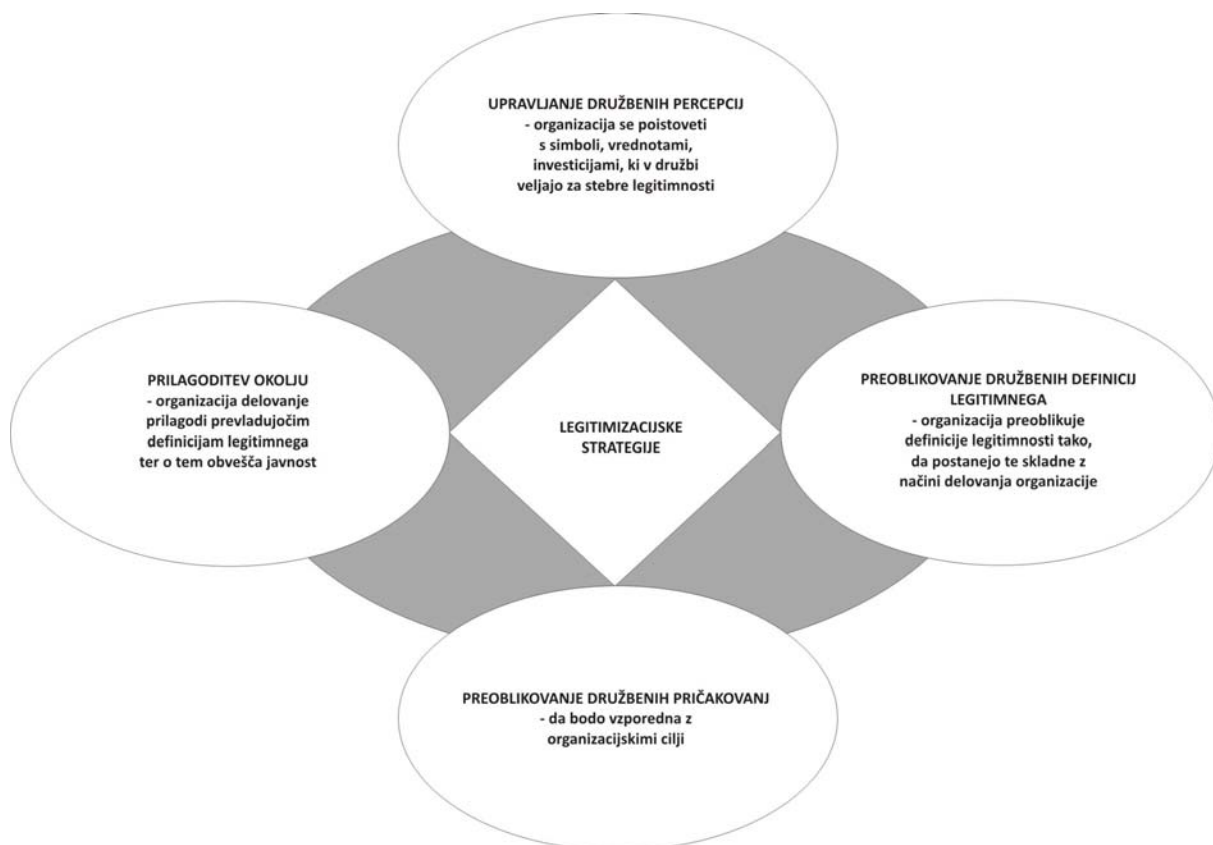 UPRAVLJANJE DRUŽBENIH PERCEPCIJ
- organizacija se poistoveti
s simboli, vrednotami,
investicijami, ki v družbi
veljajo za stebre legitimnosti
PRILAGODITEV OKOLJU
- organizacija delovanje
prilagodi prevladujočim
definicijam legitimnega
ter o tem obvešča javnost
LEGITIMIZACIJSKE
STRATEGIJE
PREOBLIKOVANJE DRUŽBENIH DEFINICIJ
LEGITIMNEGA
- organizacija preoblikuje
definicije legitimnosti tako,
da postanejo te skladne z
načini delovanja organizacije
PREOBLIKOVANJE DRUŽBENIH PRIČAKOVANJ
- da bodo vzporedna z
organizacijskimi cilji